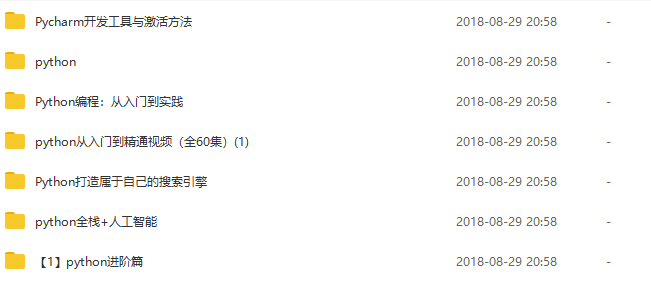 Pycharm开发工具与激活方法 2018-08-29 20:58 -
python 2018-08-29 20:58 -
Python编程：从入门到实践 2018-08-29 20:58 -
python从入门到精通视频（全60集）(1) 2018-08-29 20:58 -
Python打造属于自己的搜索引擎 2018-08-29 20:58 -
python全栈+人工智能 2018-08-29 20:58 -
【1】python进阶篇 2018-08-29 20:58 -